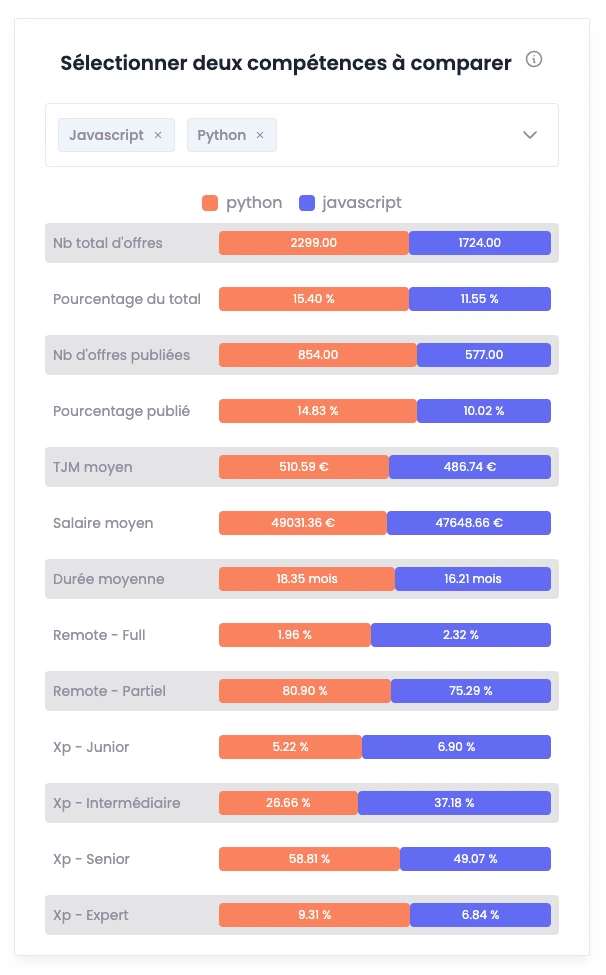 Sélectionner deux compétences à comparer
Javascript × Python ×
python javascript
Nb total d'offres 2299.00 1724.00
Pourcentage du total 15.40 % 11.55 %
Nb d'offres publiées 854.00 577.00
Pourcentage publié 14.83 % 10.02 %
TJM moyen 510.59 € 486.74 €
Salaire moyen 49031.36 € 47648.66 €
Durée moyenne 18.35 mois 16.21 mois
Remote - Full 1.96 % 2.32 %
Remote - Partiel 80.90 % 75.29 %
Xp - Junior 5.22 % 6.90 %
Xp - Intermédiaire 26.66 % 37.18 %
Xp - Senior 58.81 % 49.07 %
Xp - Expert 9.31 % 6.84 %